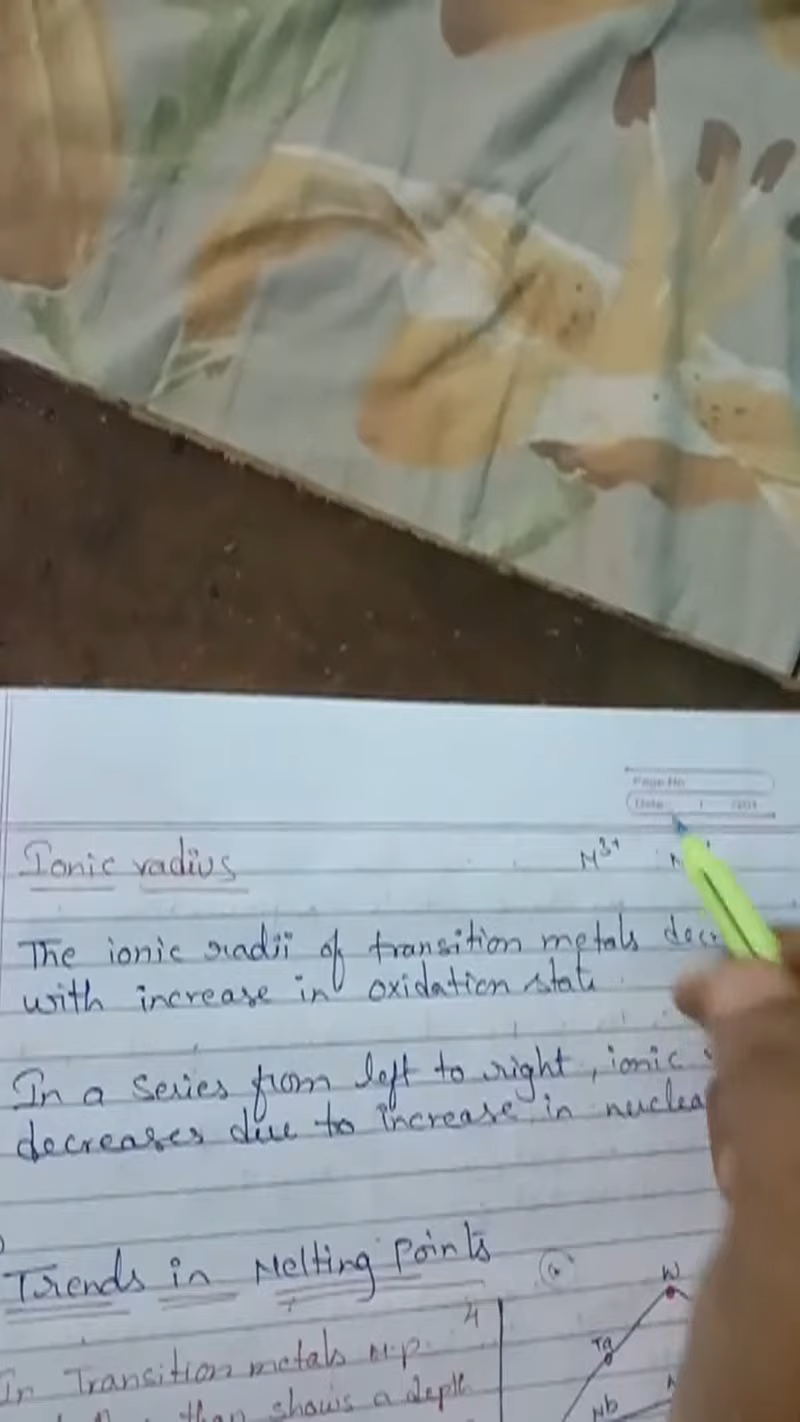 Page No
Date
Ionic radius
M³⁺
The ionic radii of transition metals
with increase in oxidation state
In a series from left to right, ionic
decreases due to increase in
Trends in Melting Points
W
4
Ta
In Transition metals M.p.
than shows a depth
Nb